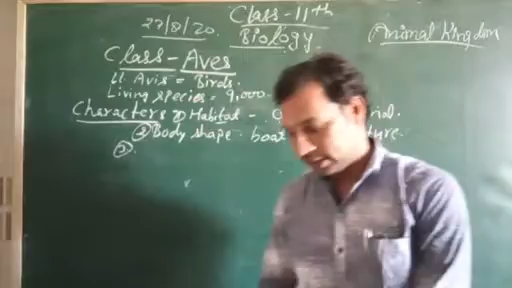 27/8/20. Class-11th
Biology
Animal Kingdom
Class-Aves
Avis = Birds.
Living species = 9,000.
Characters ① Habitat -
② Body shape - boat
③.